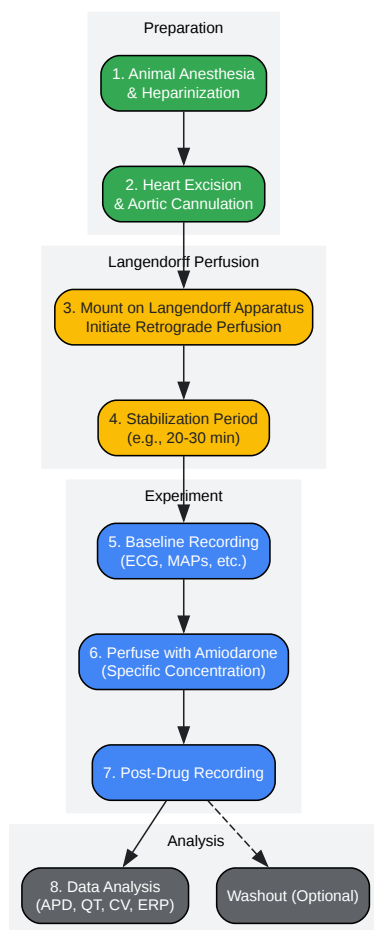 Preparation
1. Animal Anesthesia
& Heparinization
2. Heart Excision
& Aortic Cannulation
Langendorff Perfusion
3. Mount on Langendorff Apparatus
Initiate Retrograde Perfusion
4. Stabilization Period
(e.g., 20-30 min)
Experiment
5. Baseline Recording
(ECG, MAPs, etc.)
6. Perfuse with Amiodarone
(Specific Concentration)
7. Post-Drug Recording
Analysis
8. Data Analysis
(APD, QT, CV, ERP)
Washout (Optional)